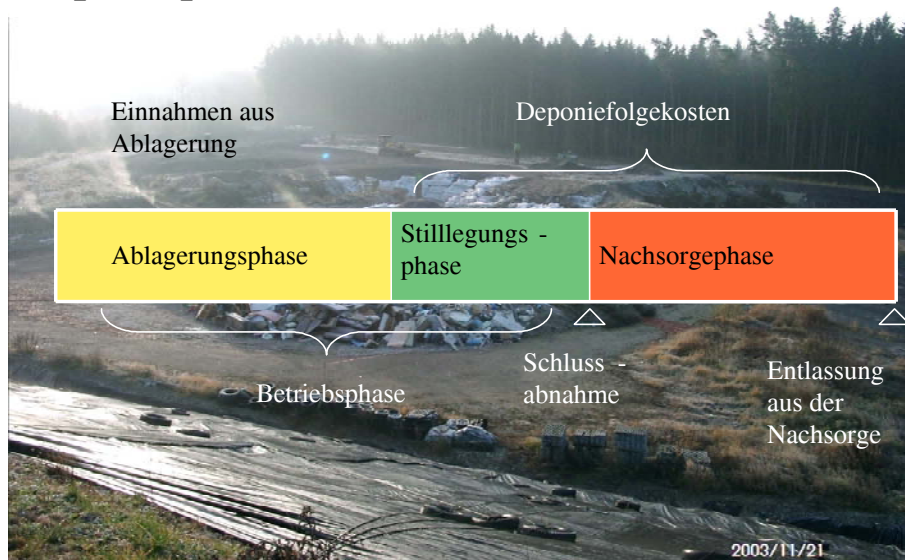 Einnahmen aus
Ablagerung
Deponiefolgekosten
Ablagerungsphase
Stilllegungs -
phase
Nachsorgephase
Betriebsphase
Schluss -
abnahme
Entlassung
aus der
Nachsorge
2003/11/21